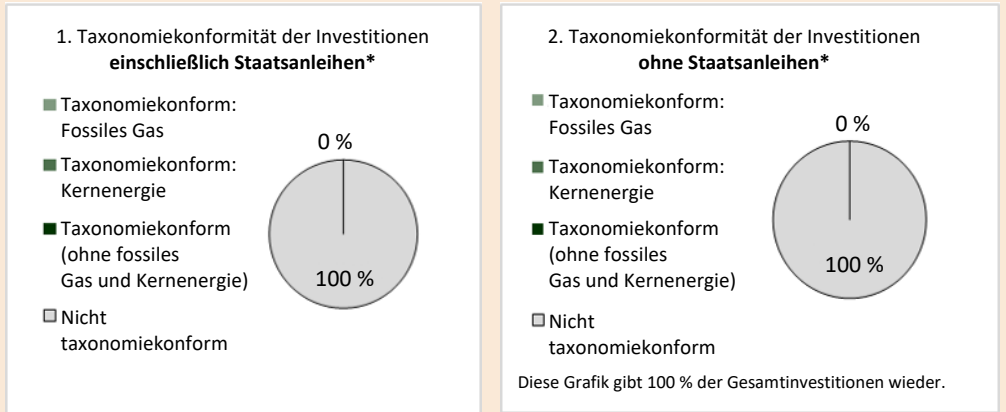 1. Taxonomiekonformität der Investitionen
einschließlich Staatsanleihen*
Taxonomiekonform:
Fossiles Gas
Taxonomiekonform:
Kernenergie
Taxonomiekonform
(ohne fossiles
Gas und Kernenergie)
Nicht
taxonomiekonform
0 %
100 %
2. Taxonomiekonformität der Investitionen
ohne Staatsanleihen*
Taxonomiekonform:
Fossiles Gas
Taxonomiekonform:
Kernenergie
Taxonomiekonform
(ohne fossiles
Gas und Kernenergie)
Nicht
taxonomiekonform
0 %
100 %
Diese Grafik gibt 100 % der Gesamtinvestitionen wieder.